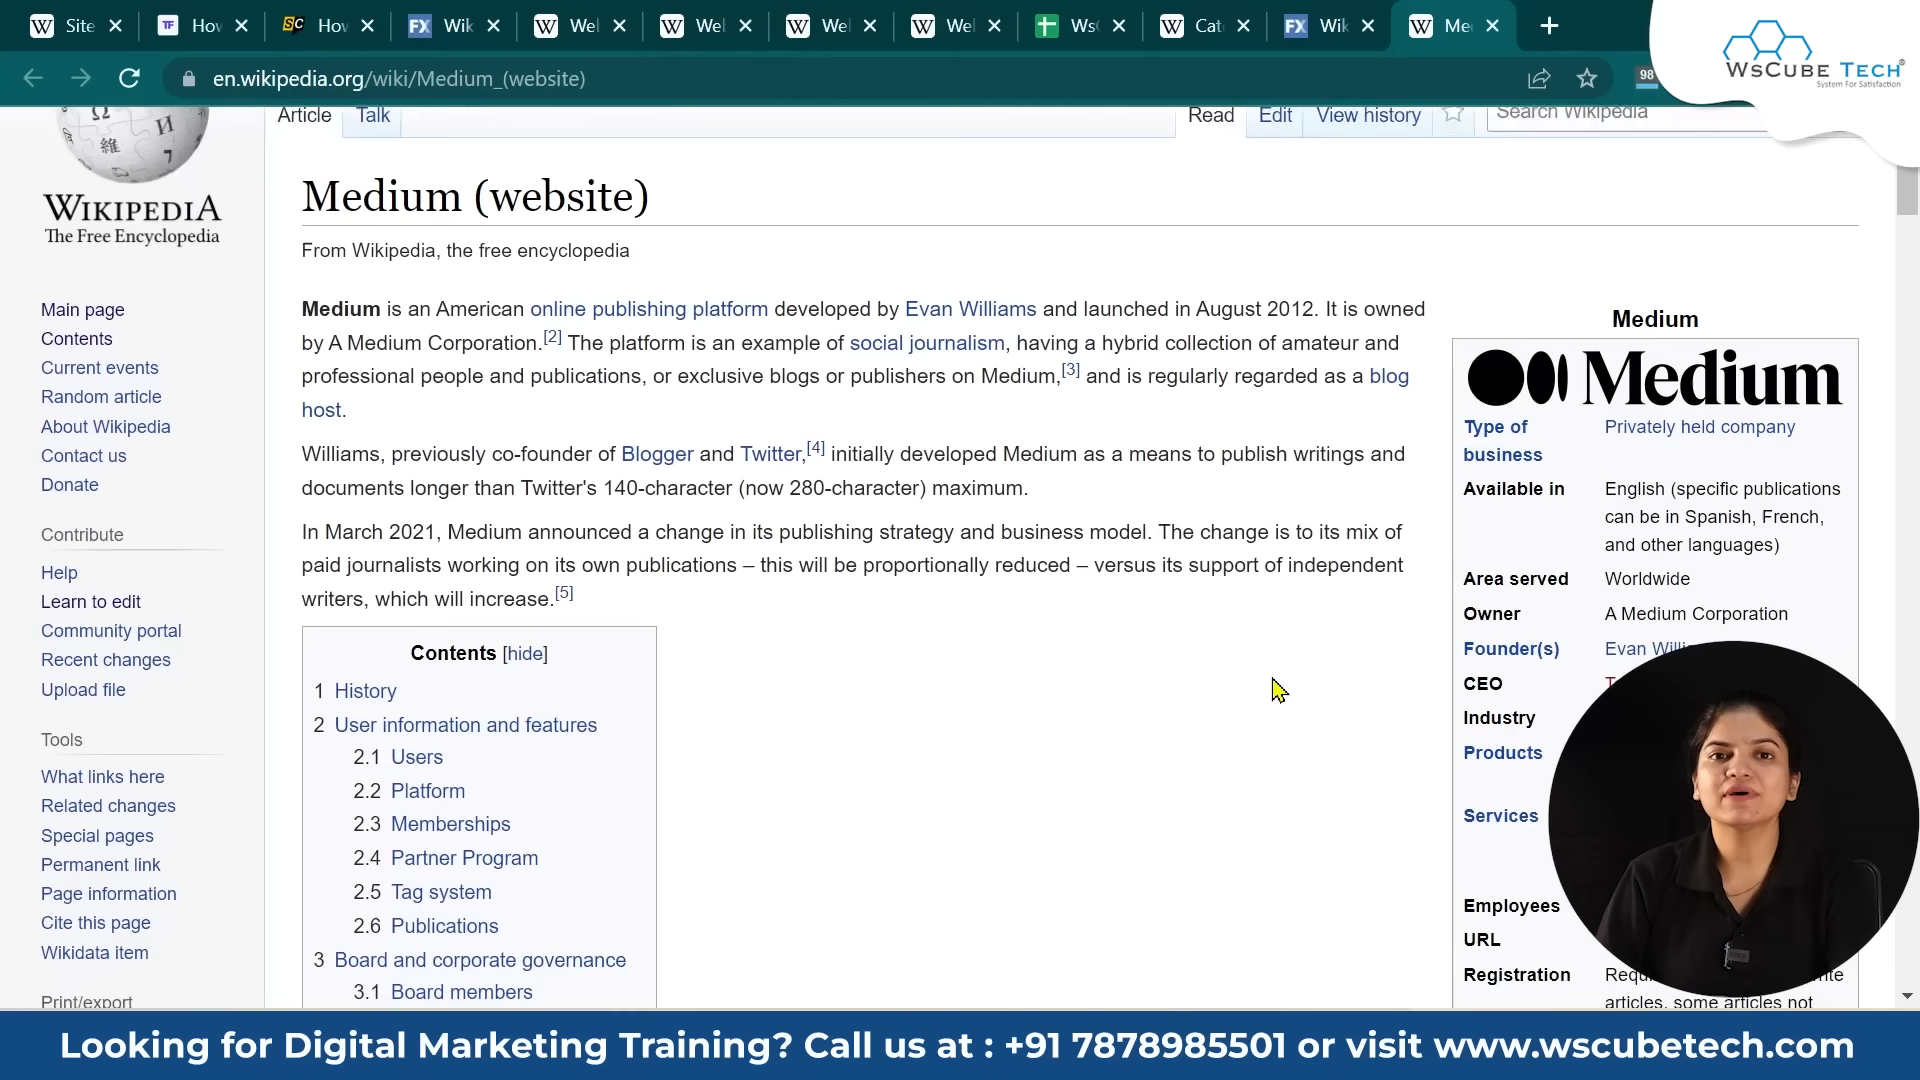 Site
How
How
Wik
Wel
Wel
Wel
Wel
WsC
Cat
Wik
Med
en.wikipedia.org/wiki/Medium_(website)
98
WsCube Tech
System For Satisfaction
Article
Talk
Read
Edit
View history
Search Wikipedia
WIKIPEDIA
The Free Encyclopedia
Main page
Contents
Current events
Random article
About Wikipedia
Contact us
Donate
Contribute
Help
Learn to edit
Community portal
Recent changes
Upload file
Tools
What links here
Related changes
Special pages
Permanent link
Page information
Cite this page
Wikidata item
Print/export
Medium (website)
From Wikipedia, the free encyclopedia
Medium is an American online publishing platform developed by Evan Williams and launched in August 2012. It is owned
by A Medium Corporation.[2] The platform is an example of social journalism, having a hybrid collection of amateur and
professional people and publications, or exclusive blogs or publishers on Medium,[3] and is regularly regarded as a blog
host.
Williams, previously co-founder of Blogger and Twitter,[4] initially developed Medium as a means to publish writings and
documents longer than Twitter's 140-character (now 280-character) maximum.
In March 2021, Medium announced a change in its publishing strategy and business model. The change is to its mix of
paid journalists working on its own publications – this will be proportionally reduced – versus its support of independent
writers, which will increase.[5]
Contents [hide]
1 History
2 User information and features
2.1 Users
2.2 Platform
2.3 Memberships
2.4 Partner Program
2.5 Tag system
2.6 Publications
3 Board and corporate governance
3.1 Board members
Medium
Medium
Type of business Privately held company
Available in English (specific publications
can be in Spanish, French,
and other languages)
Area served Worldwide
Owner A Medium Corporation
Founder(s) Evan
CEO
Industry
Products
Services
Employees
URL
Registration
articles, some articles not
Looking for Digital Marketing Training? Call us at : +91 7878985501 or visit www.wscubetech.com